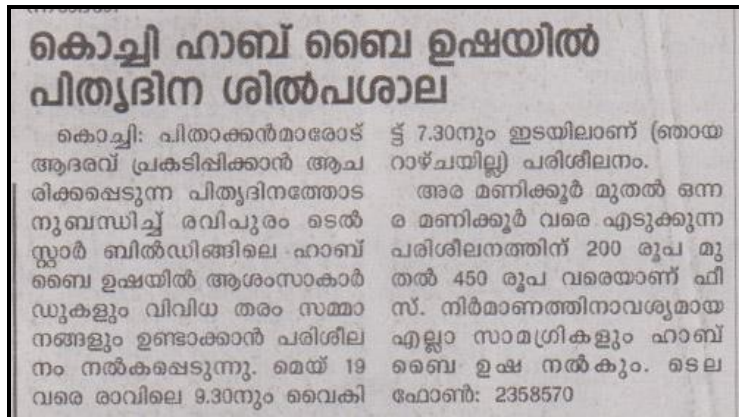 കൊച്ചി ഹാബ് ബൈ ഉഷയിൽ
പിതൃദിന ശിൽപശാല
കൊച്ചി: പിതാക്കൻമാരോട്
ആദരവ് പ്രകടിപ്പിക്കാൻ ആച
രിക്കപ്പെടുന്ന പിതൃദിനത്തോട
നുബന്ധിച്ച് രവിപുരം ടെൽ
സ്റ്റാർ ബിൽഡിങ്ങിലെ ഹാബ്
ബൈ ഉഷയിൽ ആശംസാകാർ
ഡുകളും വിവിധ തരം സമ്മാ
നങ്ങളും ഉണ്ടാക്കാൻ പരിശീല
നം നൽകപ്പെടുന്നു. മെയ് 19
വരെ രാവിലെ 9.30നും വൈകി
ട്ട് 7.30നും ഇടയിലാണ് (ഞായ
റാഴ്ചയില്ല) പരിശീലനം.
അര മണിക്കൂർ മുതൽ ഒന്ന
ര മണിക്കൂർ വരെ എടുക്കുന്ന
പരിശീലനത്തിന് 200 രൂപ മു
തൽ 450 രൂപ വരെയാണ് ഫീ
സ്. നിർമാണത്തിനാവശ്യമായ
എല്ലാ സാമഗ്രികളും ഹാബ്
ബൈ ഉഷ നൽകും. ടെല
ഫോൺ: 2358570